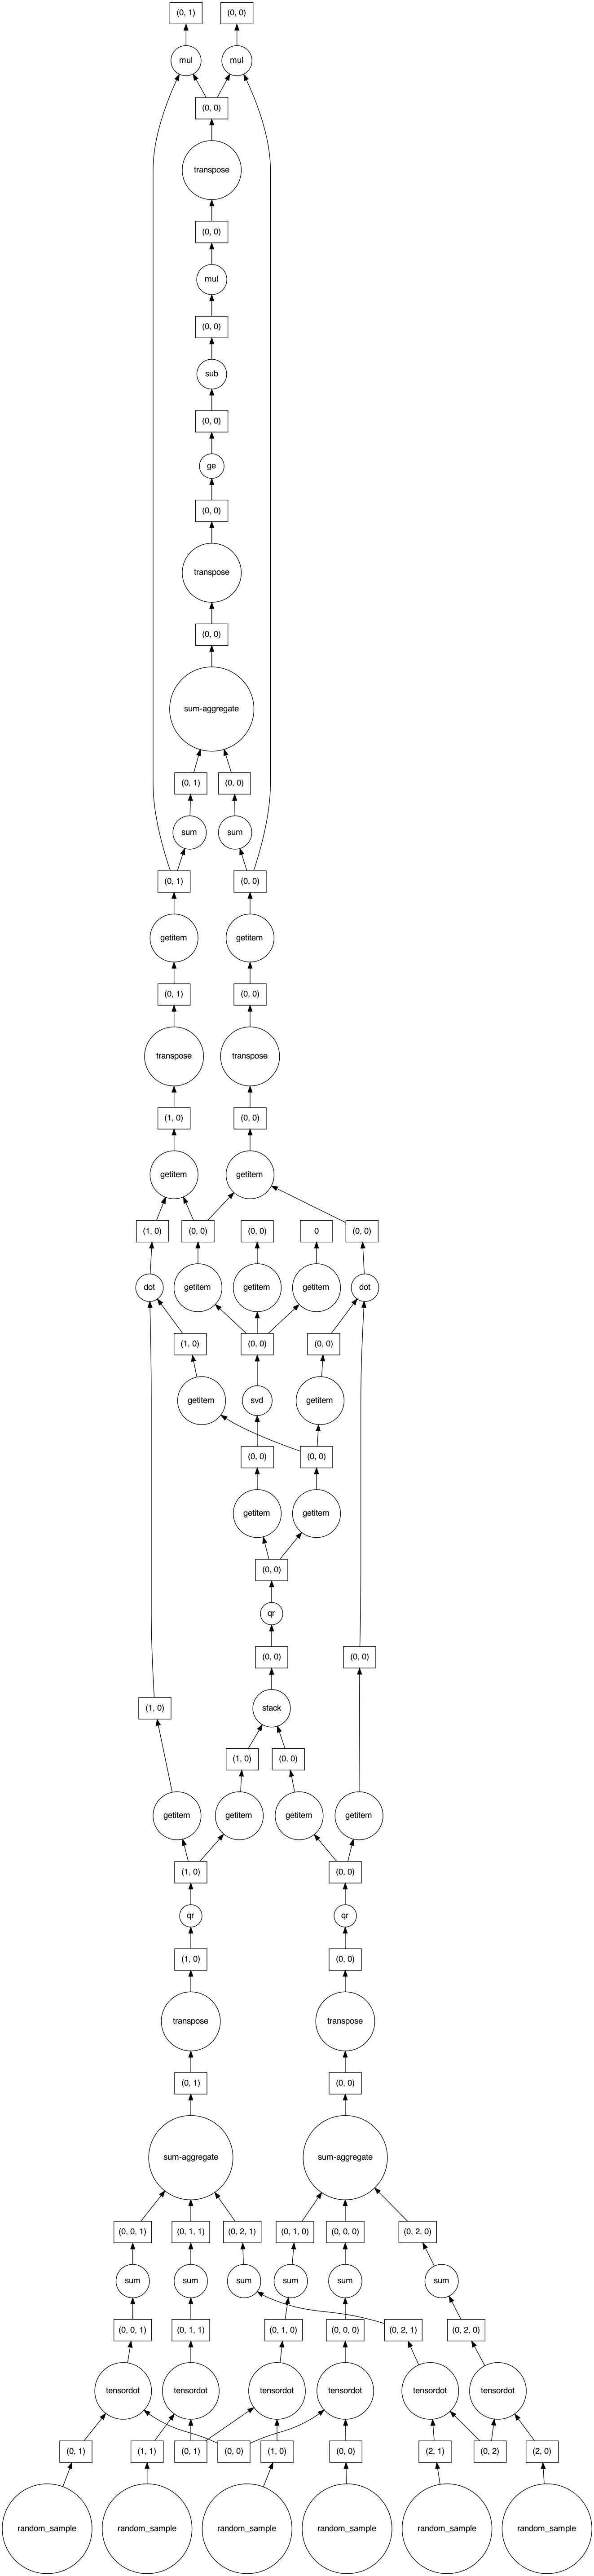 (0, 1) (0, 0)
mul mul
(0, 0)
transpose
(0, 0)
mul
(0, 0)
sub
(0, 0)
ge
(0, 0)
transpose
(0, 0)
sum-aggregate
(0, 1) (0, 0)
sum sum
(0, 1) (0, 0)
getitem getitem
(0, 1) (0, 0)
transpose transpose
(1, 0) (0, 0)
getitem getitem
(1, 0) (0, 0) (0, 0) 0 (0, 0)
dot getitem getitem getitem dot
(1, 0) (0, 0) (0, 0)
getitem svd getitem
(0, 0) (0, 0)
getitem getitem
(0, 0)
qr
(0, 0) (0, 0)
(1, 0) stack
(1, 0) (0, 0)
getitem getitem getitem getitem
(1, 0) (0, 0)
qr qr
(1, 0) (0, 0)
transpose transpose
(0, 1) (0, 0)
sum-aggregate sum-aggregate
(0, 0, 1) (0, 1, 1) (0, 2, 1) (0, 1, 0) (0, 0, 0) (0, 2, 0)
sum sum sum sum sum sum
(0, 0, 1) (0, 1, 1) (0, 1, 0) (0, 0, 0) (0, 2, 1) (0, 2, 0)
tensordot tensordot tensordot tensordot tensordot tensordot
(0, 1) (1, 1) (0, 1) (0, 0) (1, 0) (0, 0) (2, 1) (0, 2) (2, 0)
random_sample random_sample random_sample random_sample random_sample random_sample